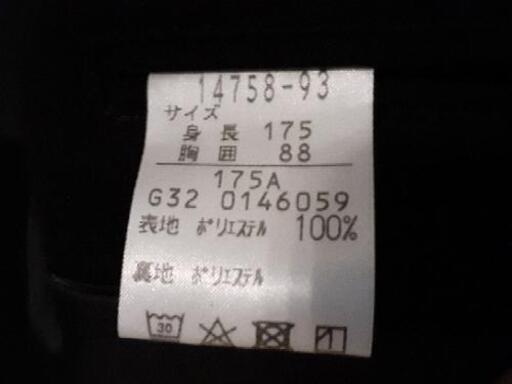 14758-93
サイズ
身長 175
胸囲 88
175A
G32 0146059
表地 ポリエステル 100%
裏地 ポリエステル
30